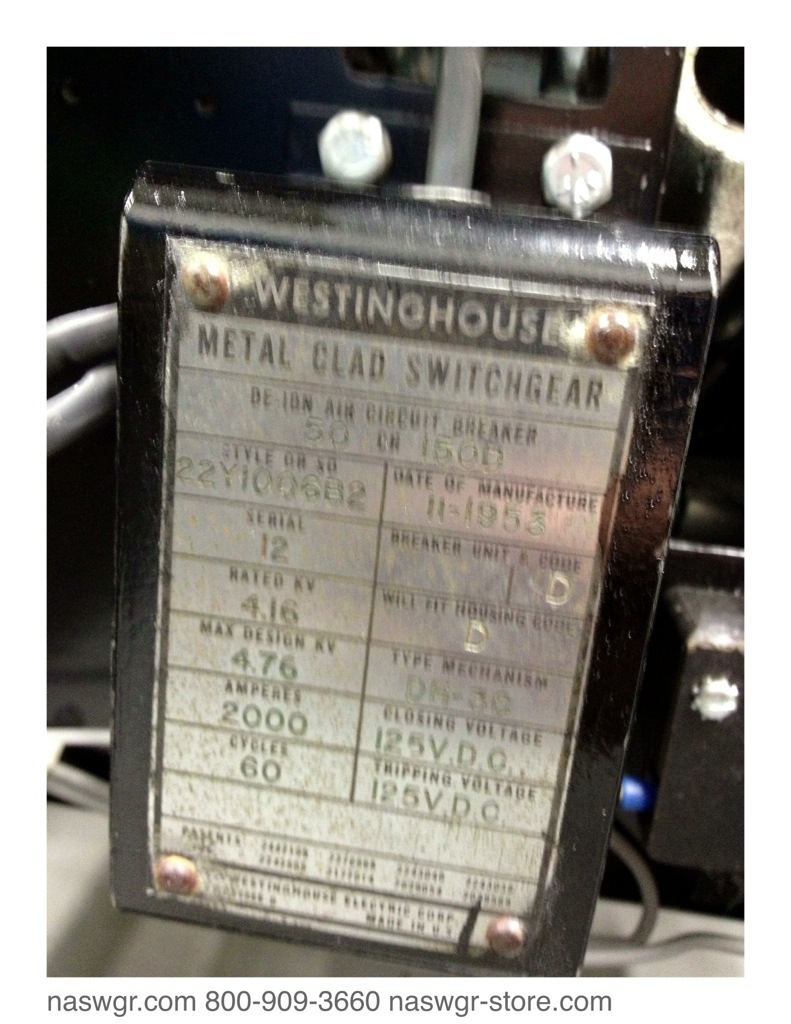 WESTINGHOUSE
METAL CLAD SWITCHGEAR
DE-ION AIR CIRCUIT BREAKER
50 DH 150D
STYLE OR SO
22Y1006B2
DATE OF MANUFACTURE
11-1953
SERIAL
12
BREAKER UNIT & CODE
D
RATED KV
4.16
WILL FIT HOUSING CODE
D
MAX DESIGN KV
4.76
TYPE MECHANISM
AMPERES
2000
CLOSING VOLTAGE
125V.D.C.
CYCLES
60
TRIPPING VOLTAGE
125V.D.C.
PATENTS
WESTINGHOUSE ELECTRIC CORP.
MADE IN U.S.
naswgr.com 800-909-3660 naswgr-store.com